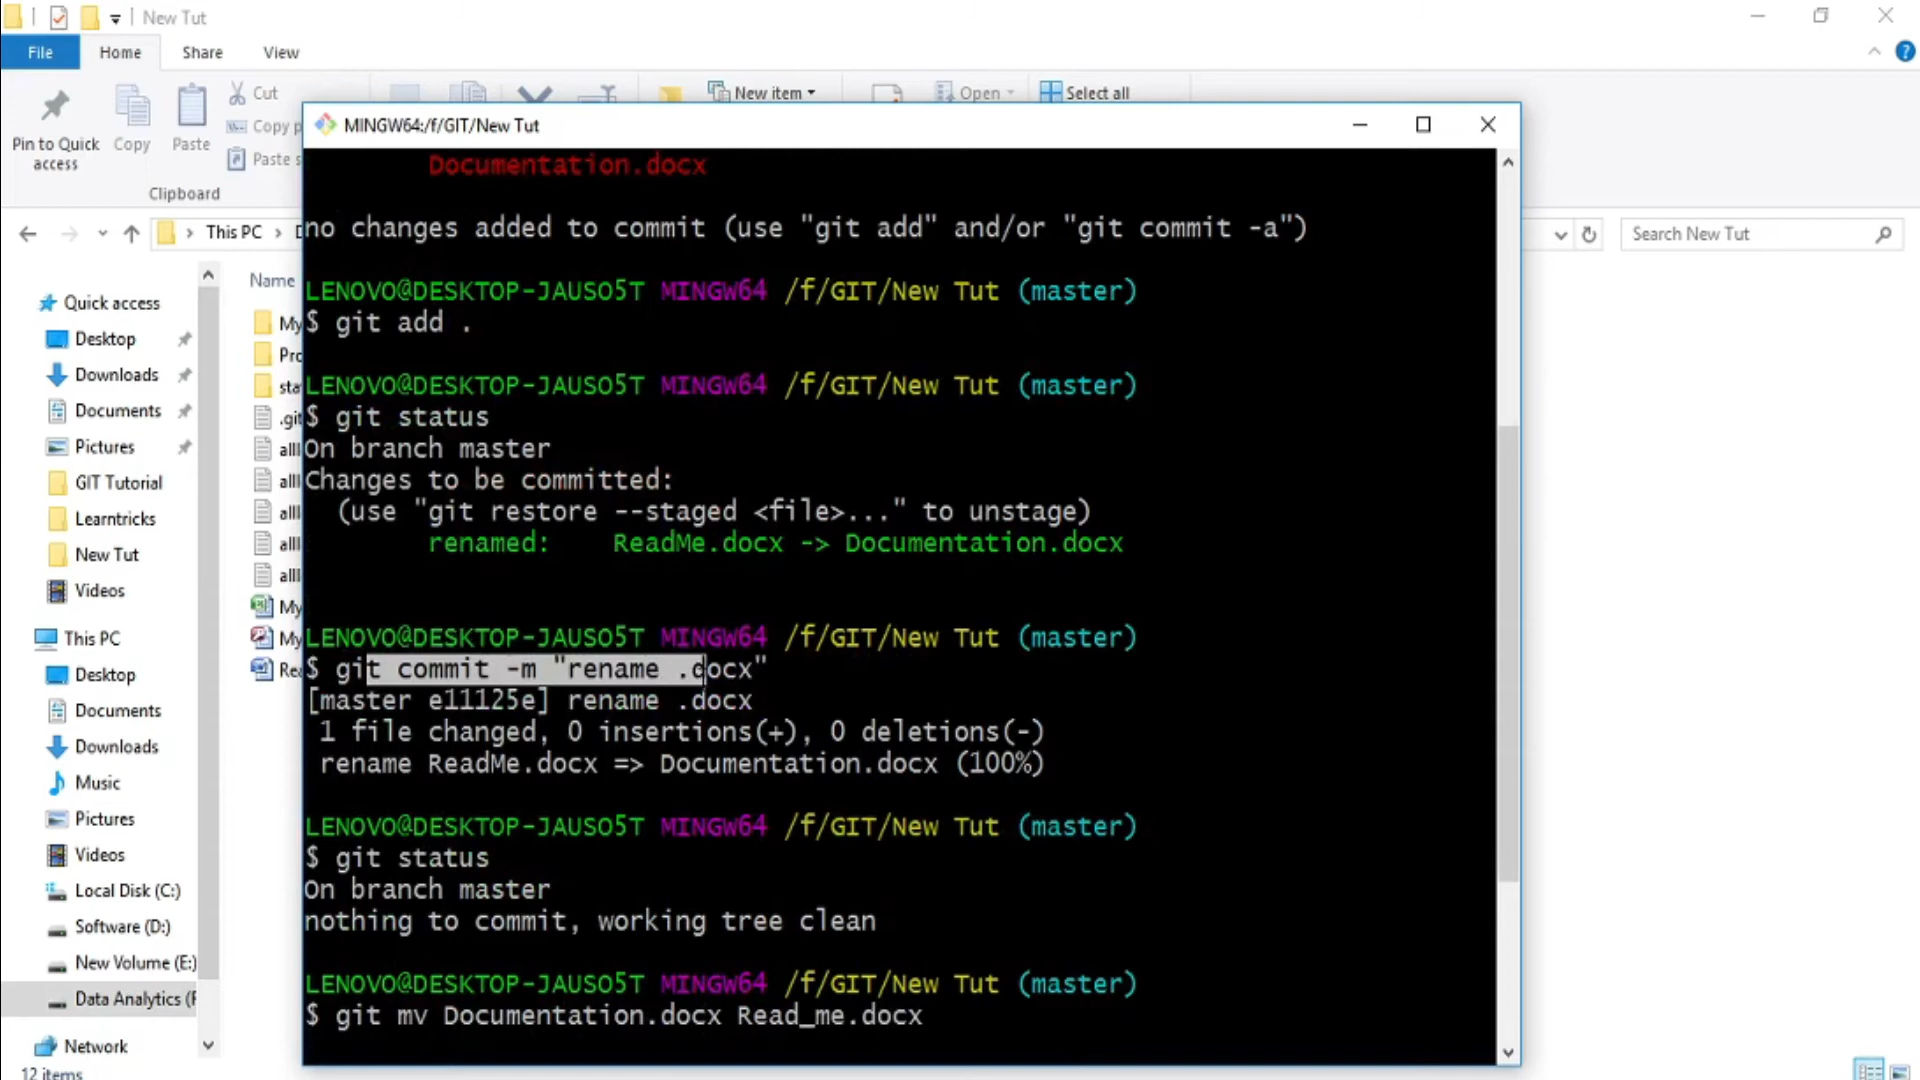 New Tut
File Home Share View
Pin to Quick access
Copy
Paste
Cut
Copy p
Paste s
New item
Open
Select all
Clipboard
This PC
Search New Tut
Quick access
Desktop
Downloads
Documents
Pictures
GIT Tutorial
Learntricks
New Tut
Videos
This PC
Desktop
Documents
Downloads
Music
Pictures
Videos
Local Disk (C:)
Software (D:)
New Volume (E:)
Data Analytics (F
Network
12 items
Name
My
Pro
sta
.git
My
My
Rea
MINGW64:/f/GIT/New Tut
Documentation.docx
no changes added to commit (use "git add" and/or "git commit -a")
LENOVO@DESKTOP-JAUSO5T MINGW64 /f/GIT/New Tut (master)
$ git add .
LENOVO@DESKTOP-JAUSO5T MINGW64 /f/GIT/New Tut (master)
$ git status
On branch master
Changes to be committed:
(use "git restore --staged <file>..." to unstage)
renamed: ReadMe.docx -> Documentation.docx
LENOVO@DESKTOP-JAUSO5T MINGW64 /f/GIT/New Tut (master)
$ git commit -m "rename .docx"
[master e11125e] rename .docx
1 file changed, 0 insertions(+), 0 deletions(-)
rename ReadMe.docx => Documentation.docx (100%)
LENOVO@DESKTOP-JAUSO5T MINGW64 /f/GIT/New Tut (master)
$ git status
On branch master
nothing to commit, working tree clean
LENOVO@DESKTOP-JAUSO5T MINGW64 /f/GIT/New Tut (master)
$ git mv Documentation.docx Read_me.docx